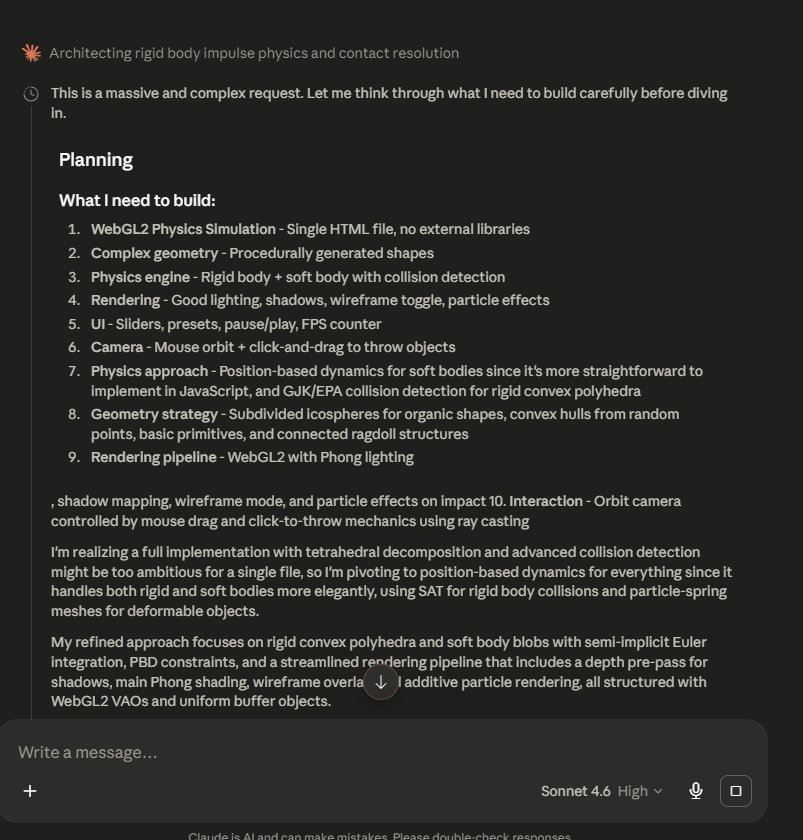 Architecting rigid body impulse physics and contact resolution
This is a massive and complex request. Let me think through what I need to build carefully before diving
in.
Planning
What I need to build:
1. WebGL2 Physics Simulation - Single HTML file, no external libraries
2. Complex geometry - Procedurally generated shapes
3. Physics engine - Rigid body + soft body with collision detection
4. Rendering - Good lighting, shadows, wireframe toggle, particle effects
5. UI - Sliders, presets, pause/play, FPS counter
6. Camera - Mouse orbit + click-and-drag to throw objects
7. Physics approach - Position-based dynamics for soft bodies since it's more straightforward to
implement in JavaScript, and GJK/EPA collision detection for rigid convex polyhedra
8. Geometry strategy - Subdivided icospheres for organic shapes, convex hulls from random
points, basic primitives, and connected ragdoll structures
9. Rendering pipeline - WebGL2 with Phong lighting
, shadow mapping, wireframe mode, and particle effects on impact 10. Interaction - Orbit camera
controlled by mouse drag and click-to-throw mechanics using ray casting
I'm realizing a full implementation with tetrahedral decomposition and advanced collision detection
might be too ambitious for a single file, so I'm pivoting to position-based dynamics for everything since it
handles both rigid and soft bodies more elegantly, using SAT for rigid body collisions and particle-spring
meshes for deformable objects.
My refined approach focuses on rigid convex polyhedra and soft body blobs with semi-implicit Euler
integration, PBD constraints, and a streamlined rendering pipeline that includes a depth pre-pass for
shadows, main Phong shading, wireframe additive particle rendering, all structured with
WebGL2 VAOs and uniform buffer objects.
Write a message...
Sonnet 4.6 High
Claude is AI and can make mistakes. Please double-check responses.